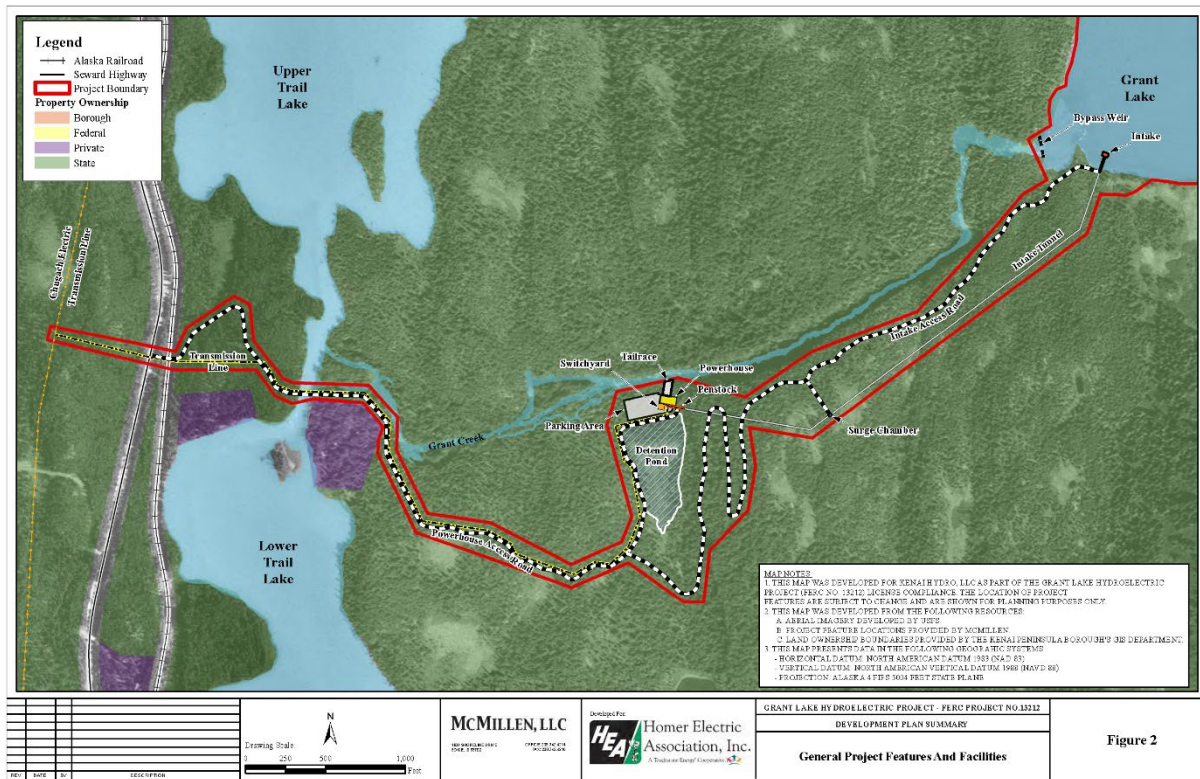 Legend
Alaska Railroad
Seward Highway
Project Boundary
Property Ownership
Borough
Federal
Private
State
Upper
Trail
Lake
Grant
Lake
Bypass Weir
Intake
Chugach Electric
Transmission Line
Transmission
Line
Intake Tunnel
Intake Access Road
Tailrace
Switchyard
Powerhouse
Penstock
Parking Area
Surge Chamber
Grant Creek
Detention
Pond
Powerhouse Access Road
Lower
Trail
Lake
MAP NOTES:
1. THIS MAP WAS DEVELOPED FOR KENAI HYDRO, LLC AS PART OF THE GRANT LAKE HYDROELECTRIC
PROJECT (FERC NO. 13212) LICENSE COMPLIANCE. THE LOCATION OF PROJECT
FEATURES ARE SUBJECT TO CHANGE AND ARE SHOWN FOR PLANNING PURPOSES ONLY.
2. THIS MAP WAS DEVELOPED FROM THE FOLLOWING RESOURCES:
A. AERIAL IMAGERY DEVELOPED BY USFS
B. PROJECT FEATURE LOCATIONS PROVIDED BY MCMILLEN
C. LAND OWNERSHIP BOUNDARIES PROVIDED BY THE KENAI PENINSULA BOROUGH'S GIS DEPARTMENT.
3. THIS MAP PRESENTS DATA IN THE FOLLOWING GEOGRAPHIC SYSTEMS
- HORIZONTAL DATUM: NORTH AMERICAN DATUM 1983 (NAD 83)
- VERTICAL DATUM: NORTH AMERICAN VERTICAL DATUM 1988 (NAVD 88)
- PROJECTION: ALASKA 4 FIPS 5004 FEET STATE PLANE
REV DATE BY DESCRIPTION
N
Drawing Scale:
0 250 500 1,000
Feet
MCMILLEN, LLC
Developed For:
HEA
Homer Electric
Association, Inc.
A Touchstone Energy Cooperative
GRANT LAKE HYDROELECTRIC PROJECT - FERC PROJECT NO.13212
DEVELOPMENT PLAN SUMMARY
General Project Features And Facilities
Figure 2